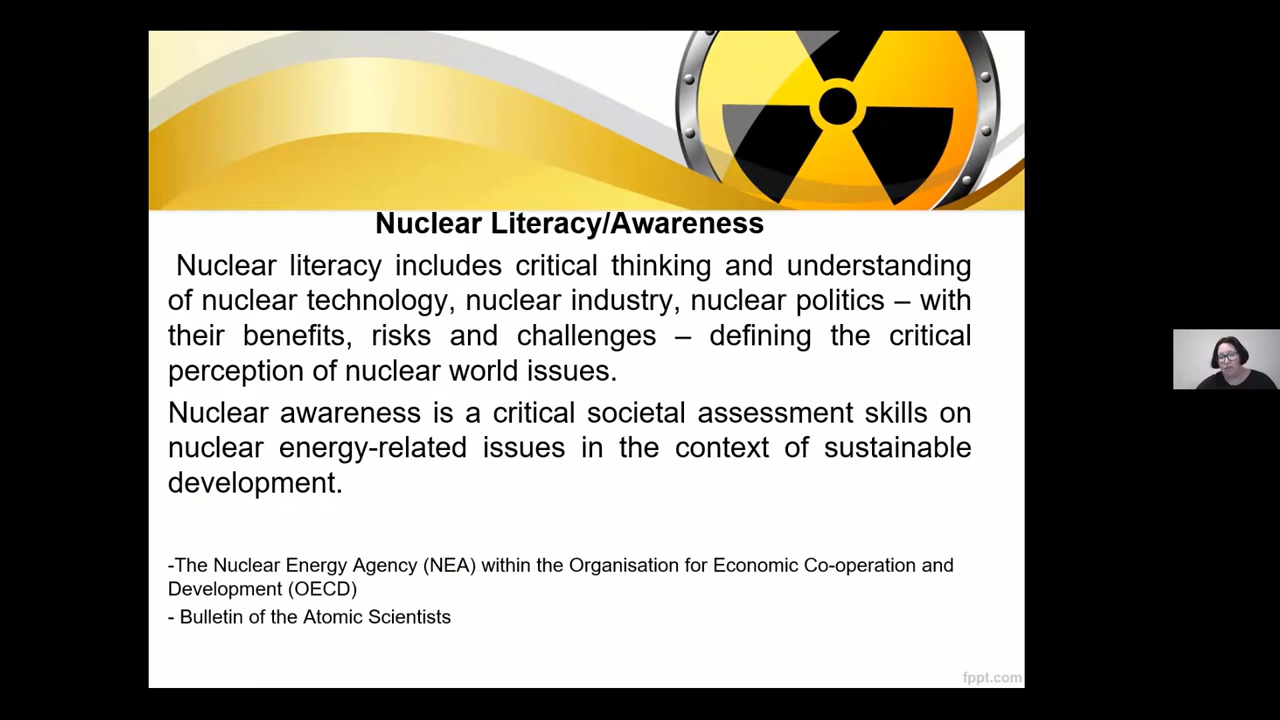 Nuclear Literacy/Awareness
Nuclear literacy includes critical thinking and understanding
of nuclear technology, nuclear industry, nuclear politics – with
their benefits, risks and challenges – defining the critical
perception of nuclear world issues.
Nuclear awareness is a critical societal assessment skills on
nuclear energy-related issues in the context of sustainable
development.
-The Nuclear Energy Agency (NEA) within the Organisation for Economic Co-operation and
Development (OECD)
- Bulletin of the Atomic Scientists
fppt.com